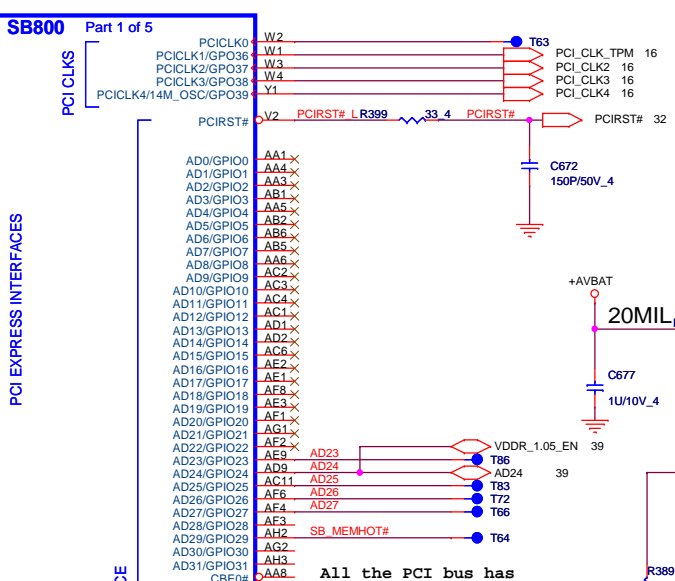 SB800 Part 1 of 5
PCI CLKS
PCICLK0 W2 T63
PCICLK1/GPO36 W1 PCI_CLK_TPM 16
PCICLK2/GPO37 W3 PCI_CLK2 16
PCICLK3/GPO38 W4 PCI_CLK3 16
PCICLK4/14M_OSC/GPO39 Y1 PCI_CLK4 16
PCIRST# V2 PCIRST#_L R399 33_4 PCIRST# PCIRST# 32
C672
150P/50V_4
PCI EXPRESS INTERFACES
AD0/GPIO0 AA1
AD1/GPIO1 AA4
AD2/GPIO2 AA3
AD3/GPIO3 AB1
AD4/GPIO4 AA5
AD5/GPIO5 AB2
AD6/GPIO6 AB6
AD7/GPIO7 AB5
AD8/GPIO8 AA6
AD9/GPIO9 AC2
AD10/GPIO10 AC3
AD11/GPIO11 AC4
AD12/GPIO12 AC1
AD13/GPIO13 AD1
AD14/GPIO14 AD2
AD15/GPIO15 AC6
AD16/GPIO16 AE2
AD17/GPIO17 AE1
AD18/GPIO18 AF8
AD19/GPIO19 AE3
AD20/GPIO20 AF1
AD21/GPIO21 AG1
AD22/GPIO22 AF2
AD23/GPIO23 AE9 AD23 T86
AD24/GPIO24 AD9 AD24 AD24 39
AD25/GPIO25 AC11 AD25 T83
AD26/GPIO26 AF6 AD26 T72
AD27/GPIO27 AF4 AD27 T66
AD28/GPIO28 AF3
AD29/GPIO29 AH2 SB_MEMHOT# T64
AD30/GPIO30 AG2
AD31/GPIO31 AH3
CBE0# AA8
VDDR_1.05_EN 39
+AVBAT
20MIL
C677
1U/10V_4
All the PCI bus has
R389